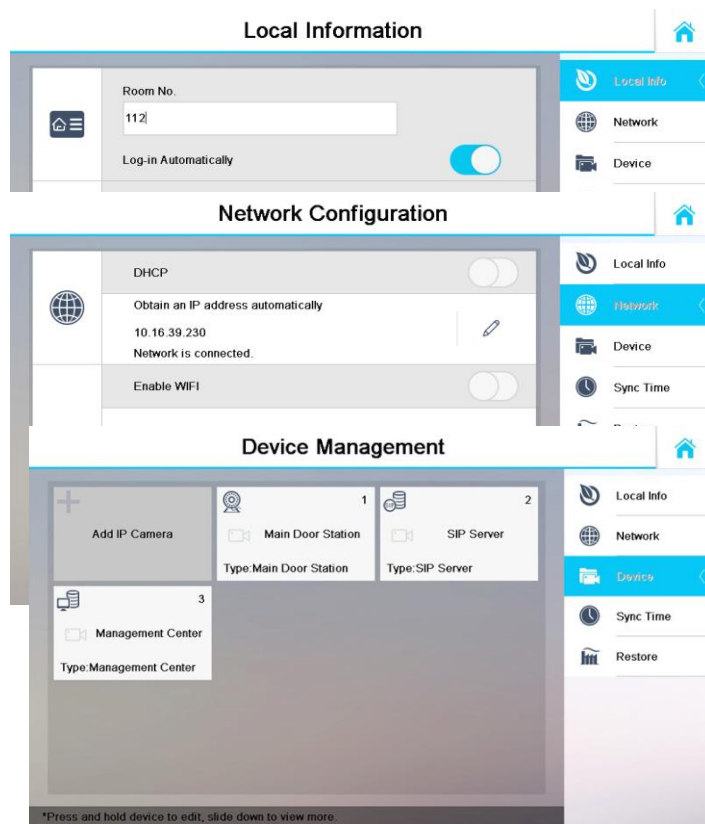 Local Information
Room No.
112
Log-in Automatically
Local Info
Network
Device
Network Configuration
DHCP
Obtain an IP address automatically
10.16.39.230
Network is connected.
Enable WIFI
Local Info
Network
Device
Sync Time
Device Management
Add IP Camera
1
Main Door Station
Type:Main Door Station
2
SIP
SIP Server
Type:SIP Server
3
Management Center
Type:Management Center
Local Info
Network
Device
Sync Time
Restore
*Press and hold device to edit, slide down to view more.